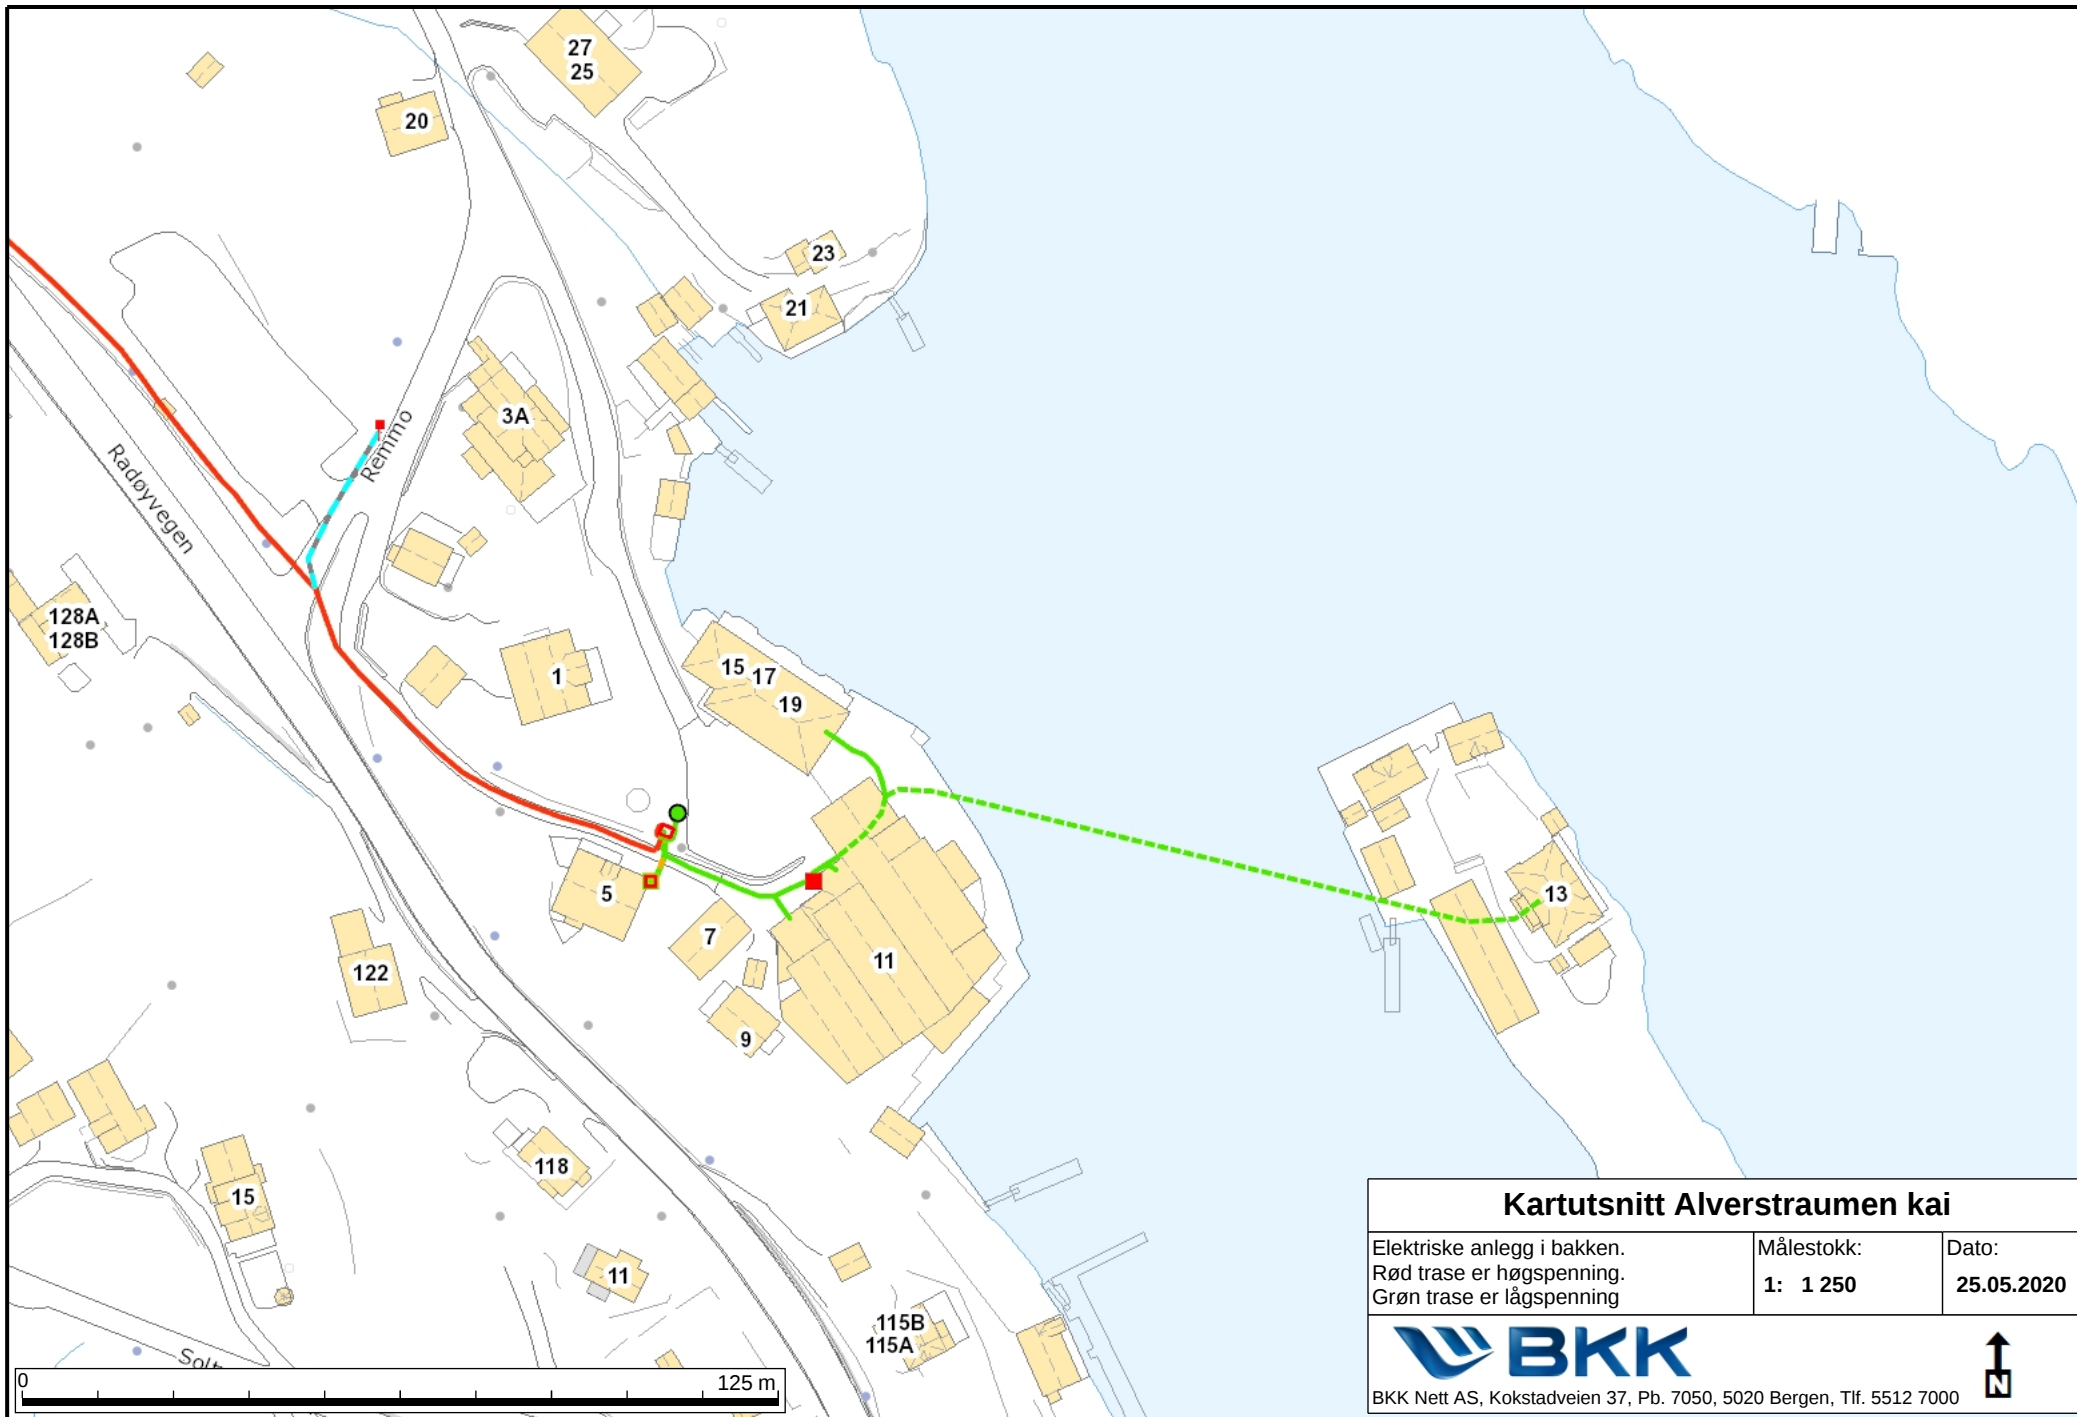 27
25
20
23
21
3A
Remmo
Radøyvegen
128A
128B
1
15
17
19
5
7
11
13
122
9
118
15
11
115B
115A
0
125 m
Kartutsnitt Alverstraumen kai
Elektriske anlegg i bakken.
Rød trase er høgspenning.
Grøn trase er lågspenning
Målestokk:
1: 1 250
Dato:
25.05.2020
BKK
N
BKK Nett AS, Kokstadveien 37, Pb. 7050, 5020 Bergen, Tlf. 5512 7000